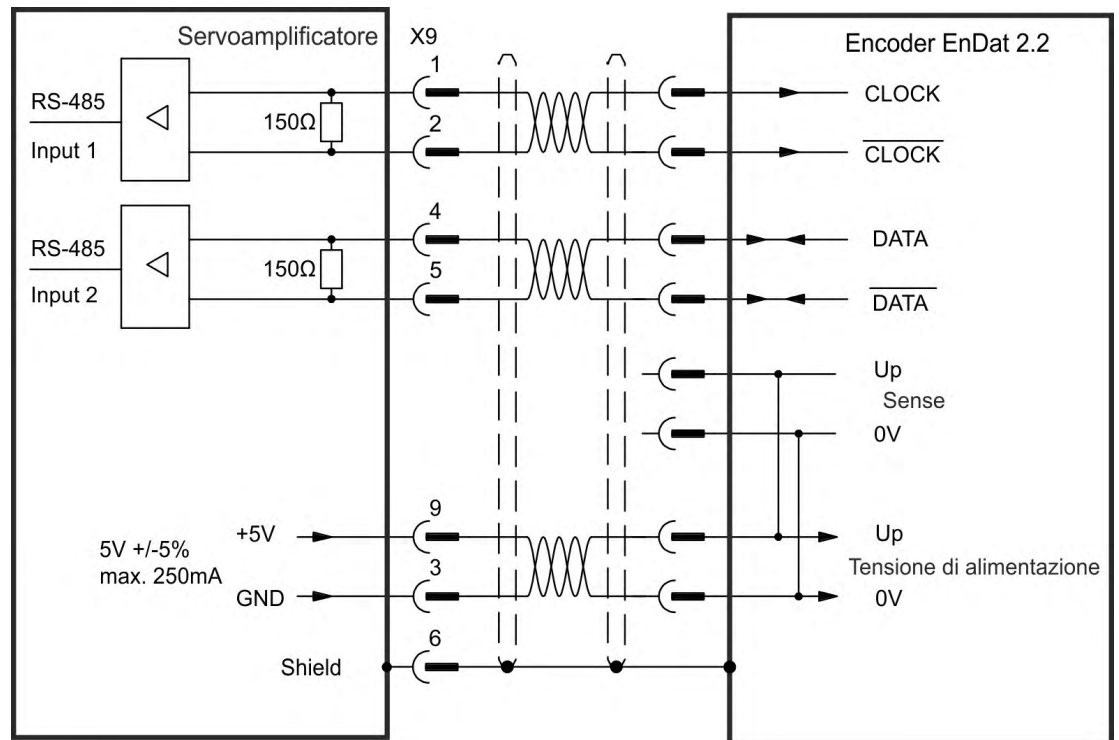 Servoamplificatore
X9
Encoder EnDat 2.2
RS-485
Input 1
150Ω
1
2
CLOCK
CLOCK
RS-485
Input 2
150Ω
4
5
DATA
DATA
Up
Sense
0V
5V +/-5%
max. 250mA
+5V
GND
9
3
Up
Tensione di alimentazione
0V
Shield
6